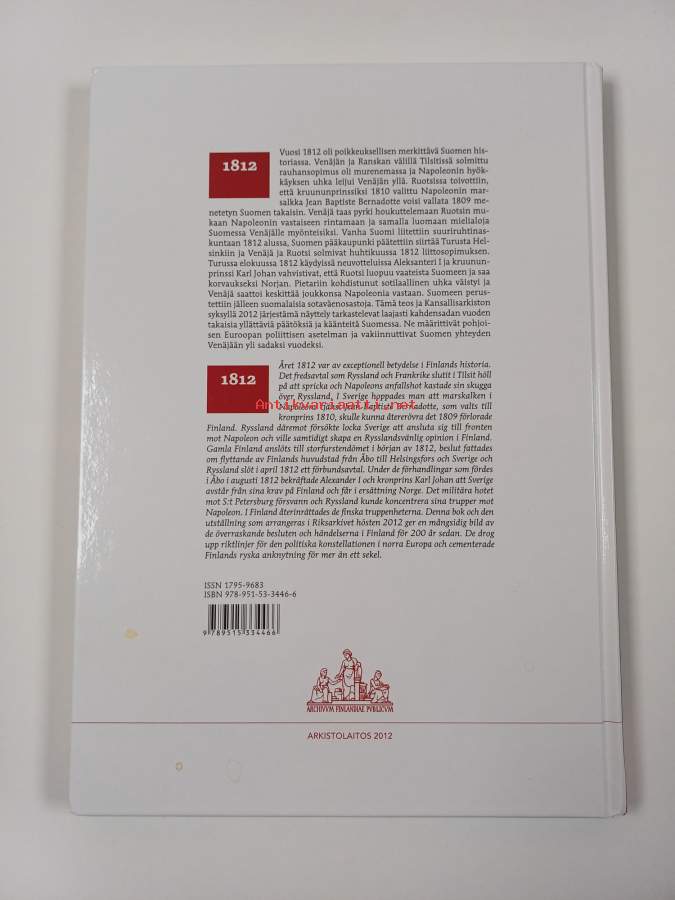 1812
Vuosi 1812 oli poikkeuksellisen merkittävä Suomen his-
toriassa. Venäjän ja Ranskan välillä Tilsitissä solmittu
rauhansopimus oli murenemassa ja Napoleonin hyök-
käyksen uhka leijui Venäjän yllä. Ruotsissa toivottiin,
että kruununprinssiksi 1810 valittu Napoleonin mar-
salkka Jean Baptiste Bernadotte voisi vallata 1809 me-
netetyn Suomen takaisin. Venäjä taas pyrki houkuttelemaan Ruotsin mu-
kaan Napoleonin vastaiseen rintamaan ja samalla luomaan mielialoja
Suomessa Venäjälle myönteisiksi. Vanha Suomi liitettiin suuriruhtinas-
kuntaan 1812 alussa, Suomen pääkaupunki päätettiin siirtää Turusta Hel-
sinkiin ja Venäjä ja Ruotsi solmivat huhtikuussa 1812 liittosopimuksen.
Turussa elokuussa 1812 käydyissä neuvotteluissa Aleksanteri I ja kruunun-
prinssi Karl Johan vahvistivat, että Ruotsi luopuu vaateista Suomeen ja saa
korvaukseksi Norjan. Pietariin kohdistunut sotilaallinen uhka väistyi ja
Venäjä saattoi keskittää joukkonsa Napoleonia vastaan. Suomeen perus-
tettiin jälleen suomalaisia sotaväenosastoja. Tämä teos ja Kansallisarkiston
syksyllä 2012 järjestämä näyttely tarkastelevat laajasti kahdensadan vuoden
takaisia yllättäviä päätöksiä ja käänteitä Suomessa. Ne määrittivät pohjoi-
sen Euroopan poliittisen asetelman ja vakiinnuttivat Suomen yhteyden
Venäjään yli sadaksi vuodeksi.
1812
Året 1812 var av exceptionell betydelse i Finlands historia.
Det fredsavtal som Ryssland och Frankrike slutit i Tilsit höll
på att spricka och Napoleons anfallshot kastade sin skugga
över Ryssland, I Sverige hoppades man att marskalken i
Antikvariaatti.net
Napoleons tjänst Jean Baptiste Bernadotte, som valts till
kronprins 1810, skulle kunna återerövra det 1809 förlorade
Finland. Ryssland däremot försökte locka Sverige att ansluta sig till fronten
mot Napoleon och ville samtidigt skapa en Rysslandsvänlig opinion i Finland.
Gamla Finland anslöts till storfurstendömet i början av 1812, beslut fattades
om flyttande av Finlands huvudstad från Åbo till Helsingfors och Sverige och
Ryssland slöt i april 1812 ett förbundsavtal. Under de förhandlingar som fördes
i Åbo i augusti 1812 bekräftade Alexander I och kronprins Karl Johan att Sverige
avstår från sina krav på Finland och får i ersättning Norge. Det militära hotet
mot S:t Petersburg försvann och Ryssland kunde koncentrera sina trupper mot
Napoleon. I Finland återinrättades de finska truppenheterna. Denna bok och den
utställning som arrangeras i Riksarkivet hösten 2012 ger en mångsidig bild av
de överraskande besluten och händelserna i Finland för 200 år sedan. De drog
upp riktlinjer för den politiska konstellationen i norra Europa och cementerade
Finlands ryska anknytning för mer än ett sekel.
ISSN 1795-9683
ISBN 978-951-53-3446-6
9 789515 334466
ARCHIVVM FINLANDIAE PVBLICVM
ARKISTOLAITOS 2012